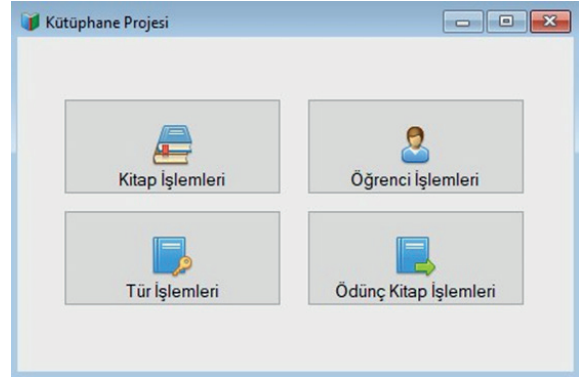 Kütüphane Projesi
Kitap İşlemleri
Öğrenci İşlemleri
Tür İşlemleri
Ödünç Kitap İşlemleri